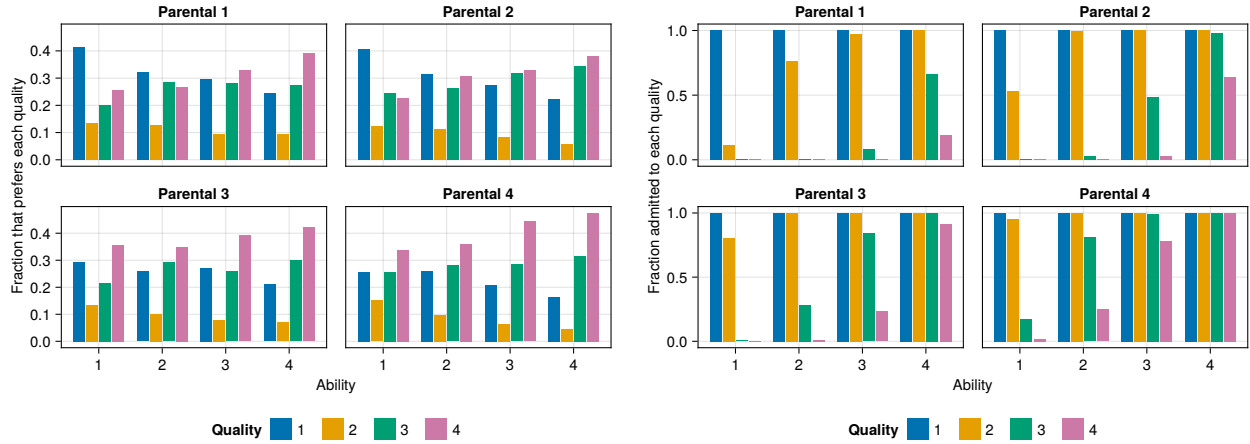 Parental 1
Parental 2
0.4
0.3
0.2
0.1
0.0
Parental 3
Parental 4
0.4
0.3
0.2
0.1
0.0
1 2 3 4
1 2 3 4
Fraction that prefers each quality
Ability
Quality 1 2 3 4
Parental 1
Parental 2
1.0
0.5
0.0
Parental 3
Parental 4
1.0
0.5
0.0
1 2 3 4
1 2 3 4
Fraction admitted to each quality
Ability
Quality 1 2 3 4